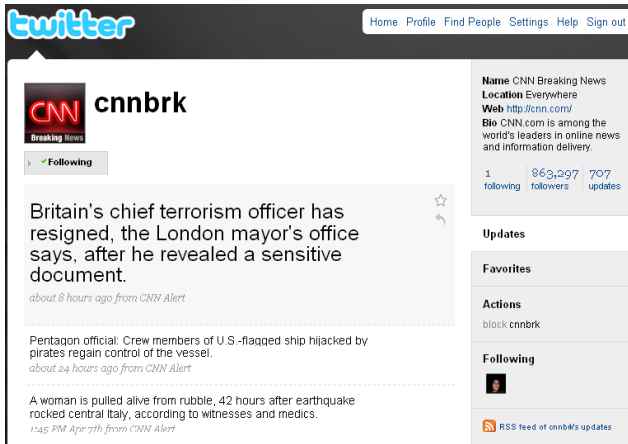 twitter
Home Profile Find People Settings Help Sign out
CNN
Breaking News
cnnbrk
Following
Britain's chief terrorism officer has
resigned, the London mayor's office
says, after he revealed a sensitive
document.
about 8 hours ago from CNN Alert
Pentagon official: Crew members of U.S.-flagged ship hijacked by
pirates regain control of the vessel.
about 24 hours ago from CNN Alert
A woman is pulled alive from rubble, 42 hours after earthquake
rocked central Italy, according to witnesses and medics.
1:45 PM Apr 7th from CNN Alert
Name CNN Breaking News
Location Everywhere
Web http://cnn.com/
Bio CNN.com is among the
world's leaders in online news
and information delivery.
1 863,297 707
following followers updates
Updates
Favorites
Actions
block cnnbrk
Following
RSS feed of cnnbrk's updates